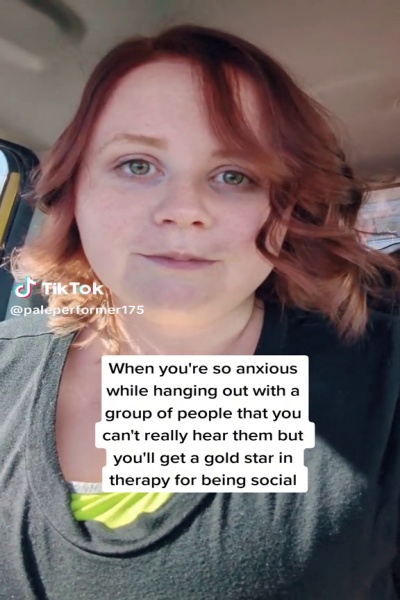 TikTok
@paleperformer175
When you're so anxious
while hanging out with a
group of people that you
can't really hear them but
you'll get a gold star in
therapy for being social